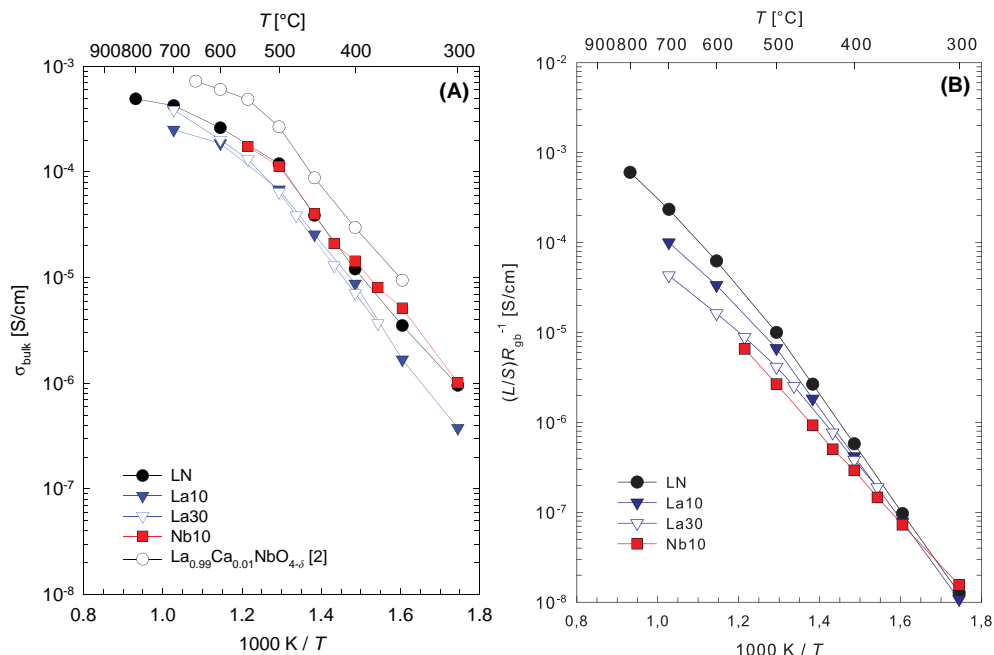 T [°C]
900 800 700 600 500 400 300
(A)
10-3
10-4
10-5
10-6
10-7
10-8
σbulk [S/cm]
LN
La10
La30
Nb10
La0.99Ca0.01NbO4-δ [2]
0.8 1.0 1.2 1.4 1.6 1.8
1000 K / T
T [°C]
900 800 700 600 500 400 300
(B)
10-2
10-3
10-4
10-5
10-6
10-7
10-8
(L/S)Rgb-1 [S/cm]
LN
La10
La30
Nb10
0,8 1,0 1,2 1,4 1,6 1,8
1000 K / T